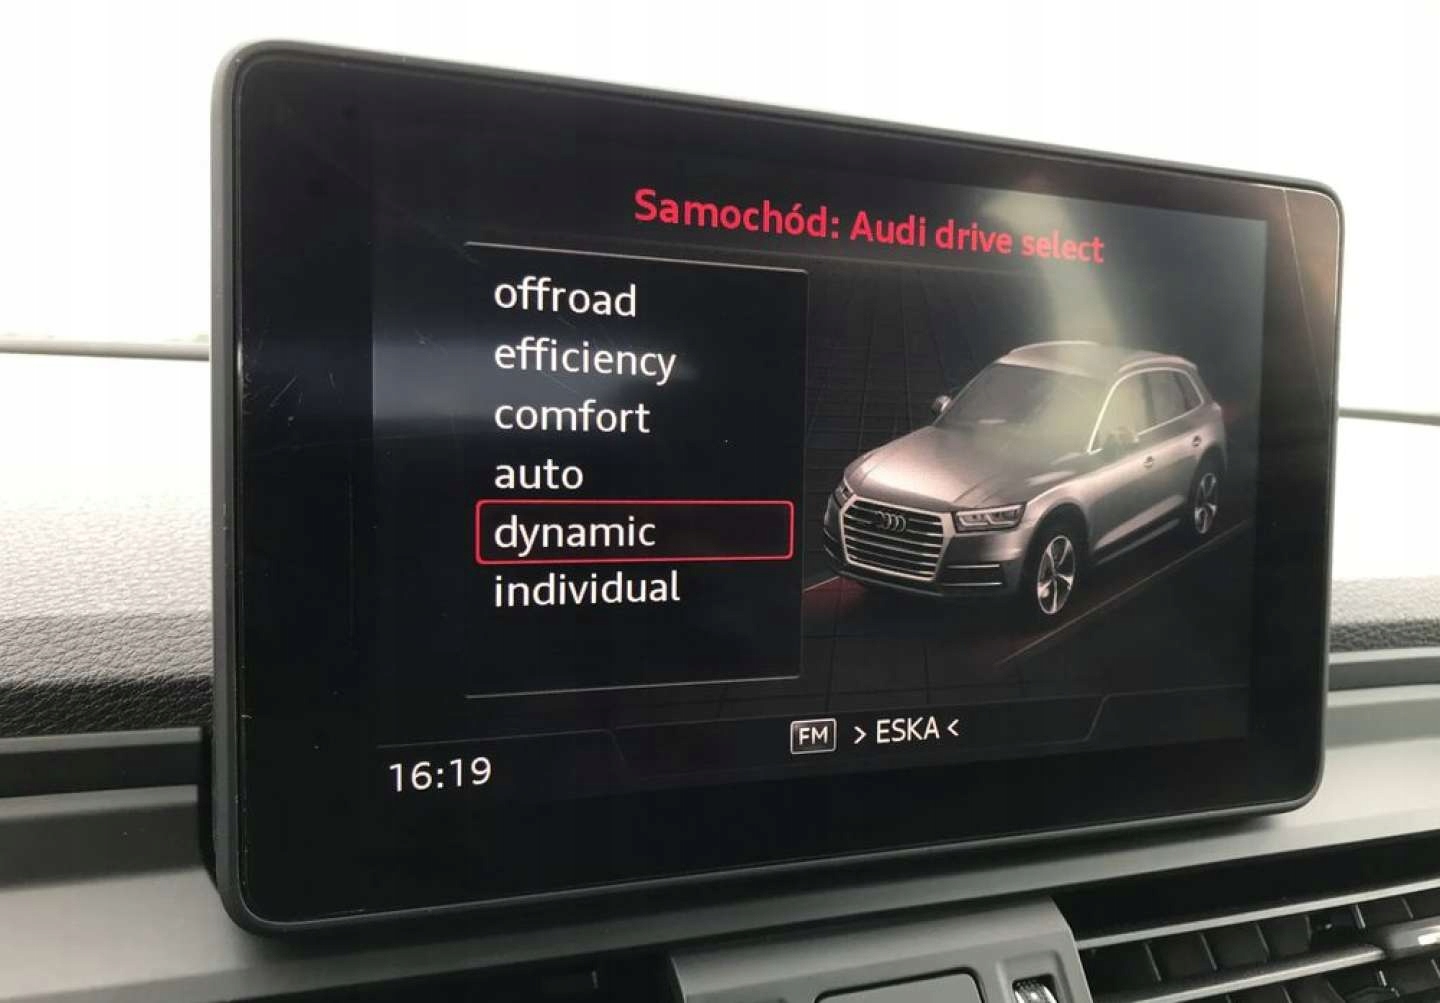 Samochód: Audi drive select
offroad
efficiency
comfort
auto
dynamic
individual
FM > ESKA <
16:19